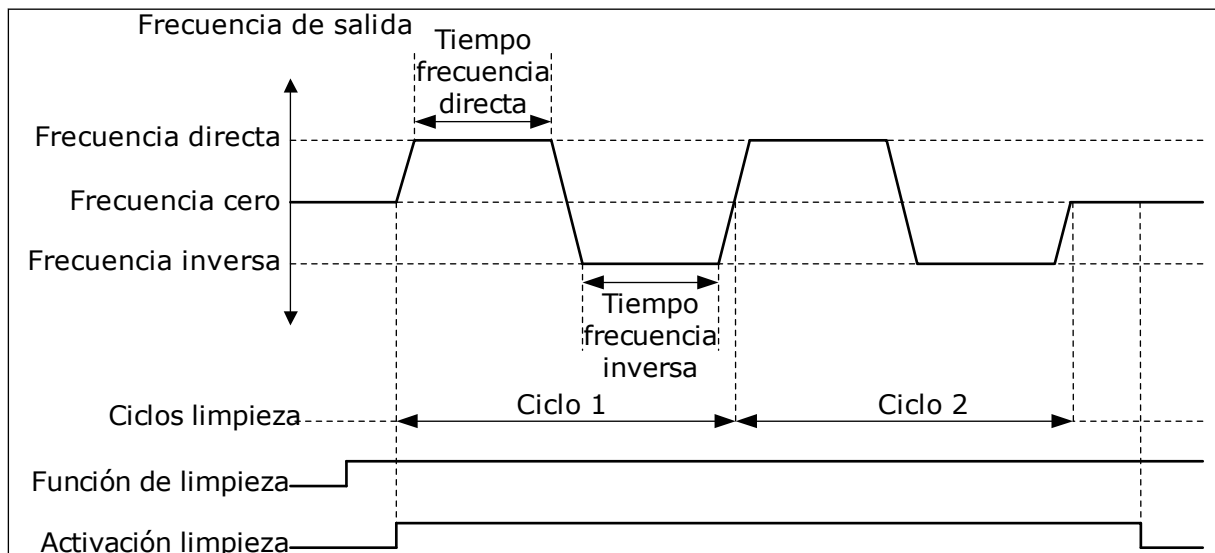 Frecuencia de salida
Tiempo
frecuencia
directa
Frecuencia directa
Frecuencia cero
Frecuencia inversa
Tiempo
frecuencia
inversa
Ciclos limpieza
Ciclo 1
Ciclo 2
Función de limpieza
Activación limpieza